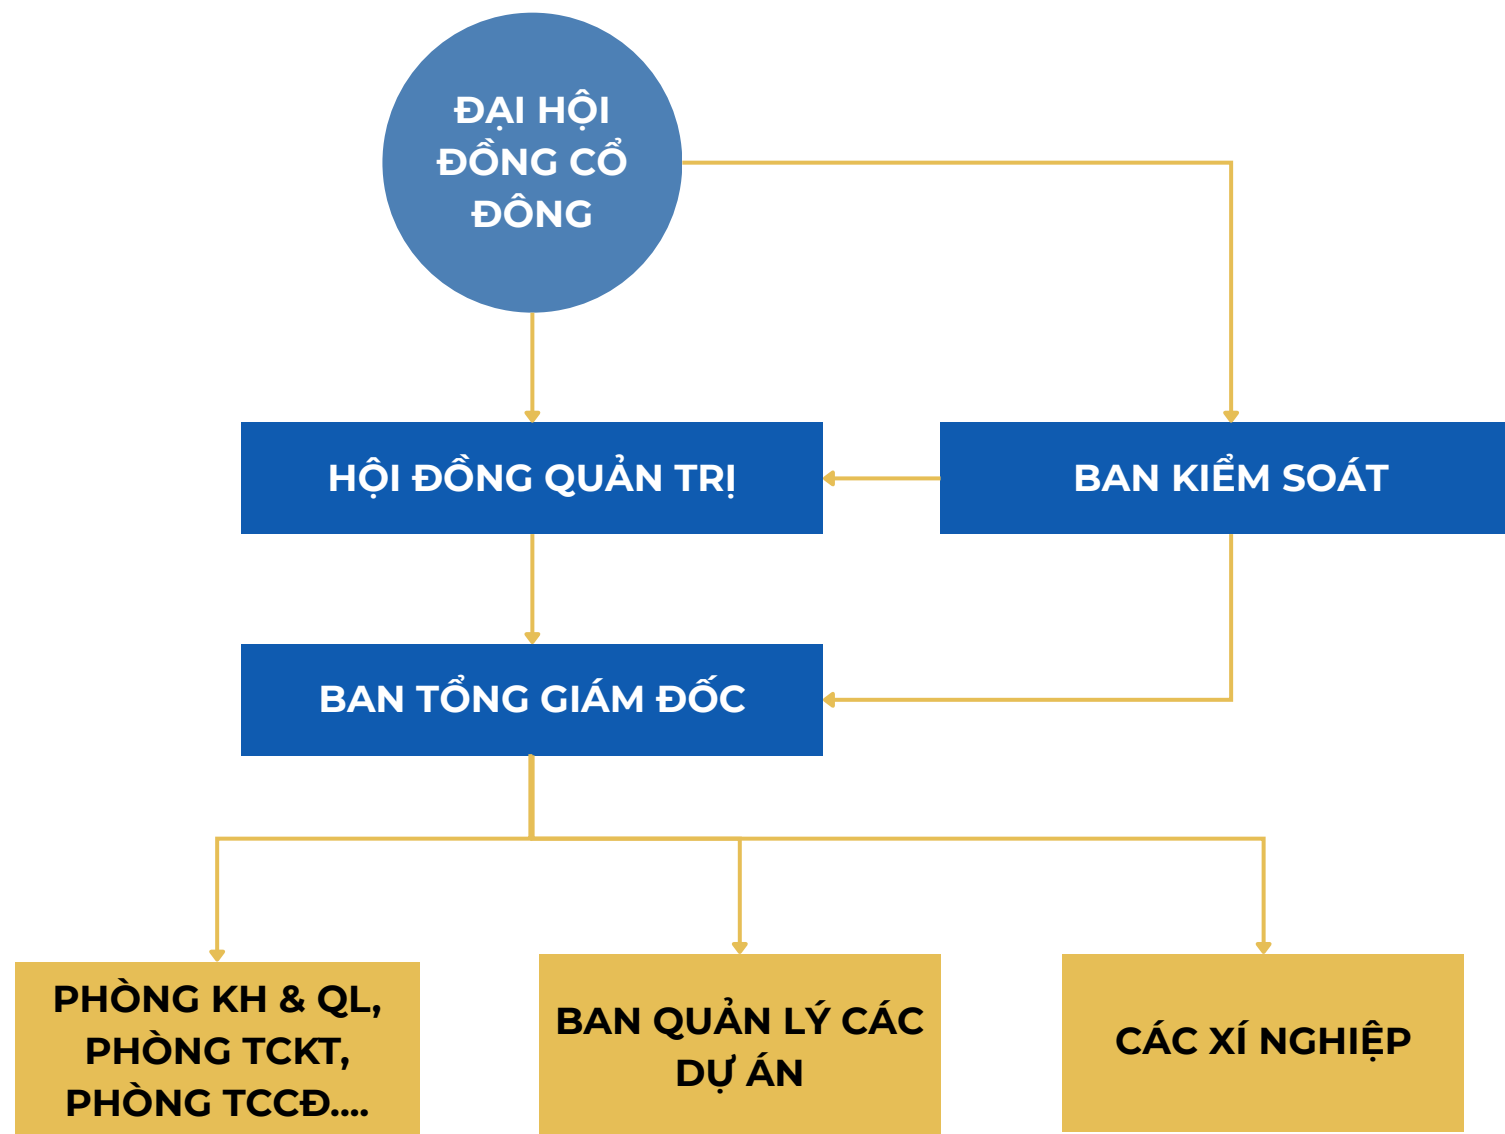 ĐẠI HỘI
ĐỒNG CỔ
ĐÔNG
HỘI ĐỒNG QUẢN TRỊ
BAN KIỂM SOÁT
BAN TỔNG GIÁM ĐỐC
PHÒNG KH & QL,
PHÒNG TCKT,
PHÒNG TCCĐ....
BAN QUẢN LÝ CÁC
DỰ ÁN
CÁC XÍ NGHIỆP